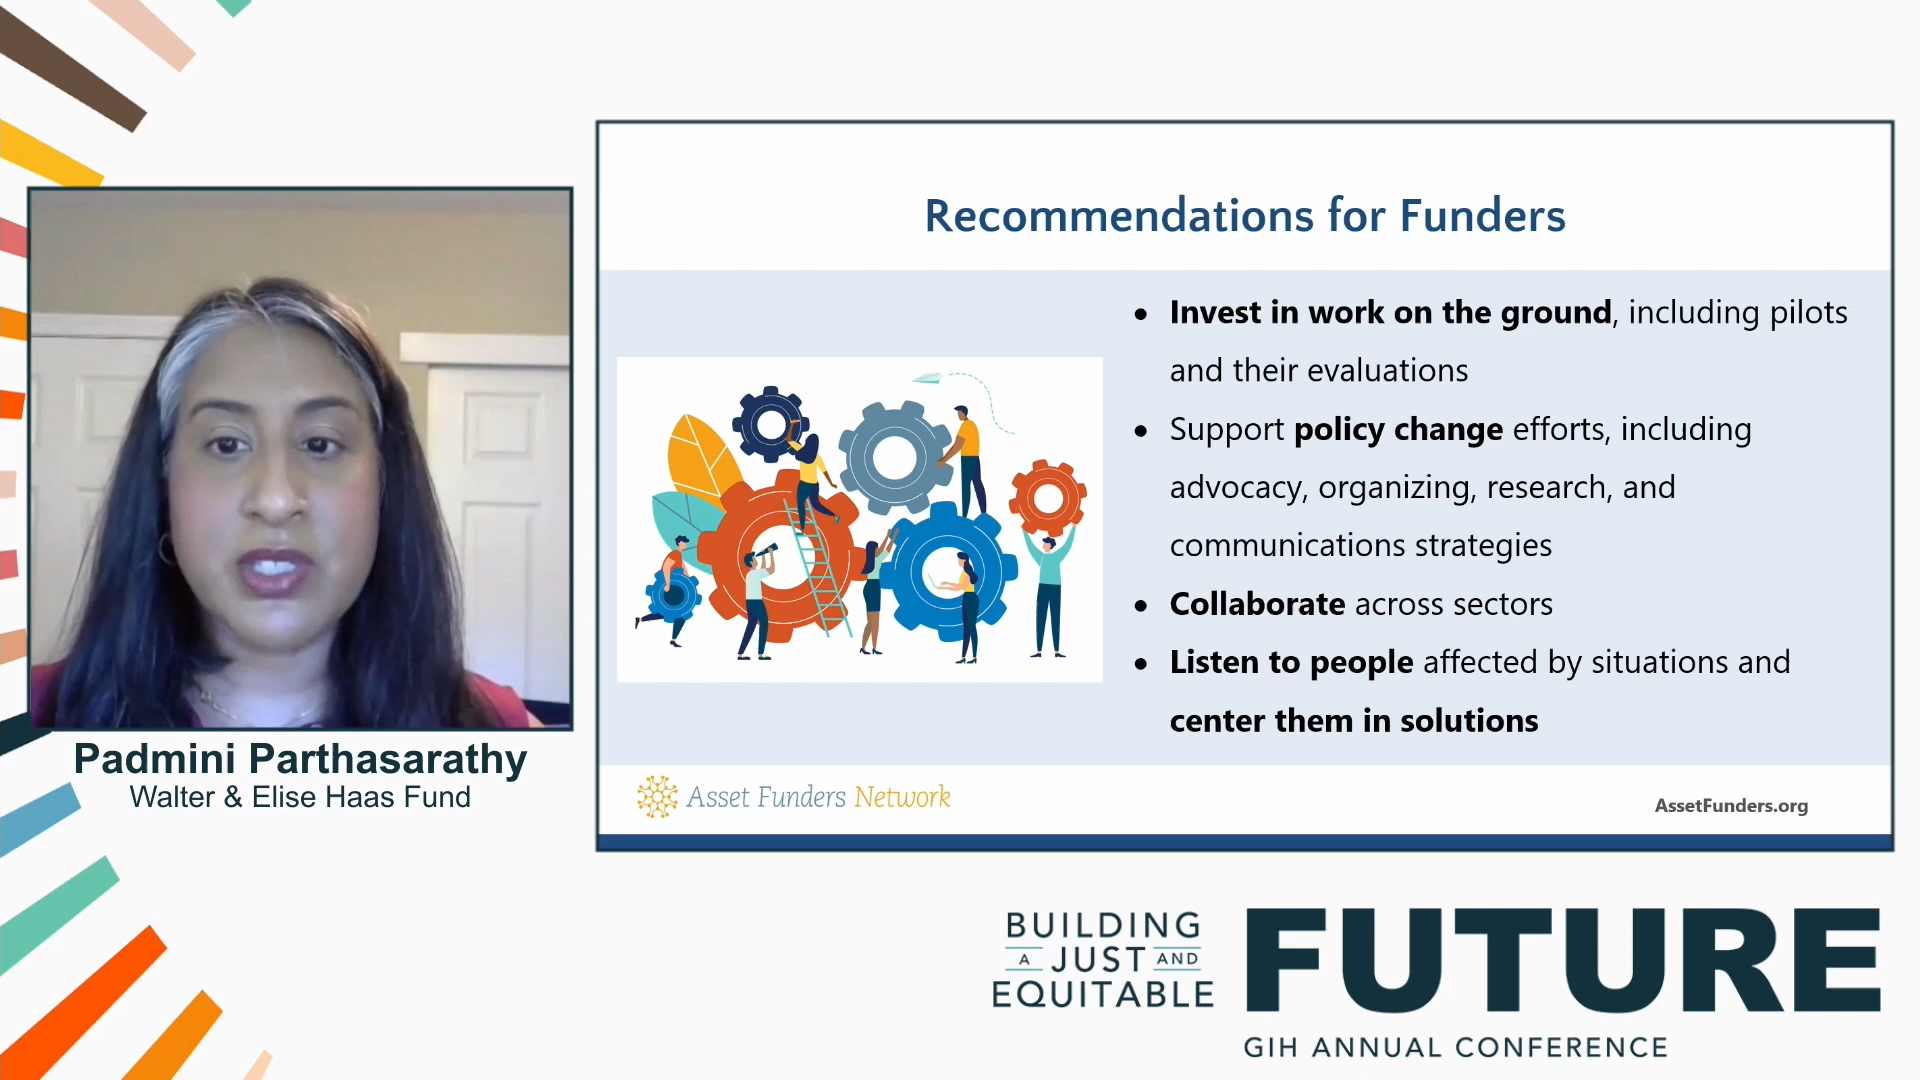 Recommendations for Funders
• Invest in work on the ground, including pilots
and their evaluations
• Support policy change efforts, including
advocacy, organizing, research, and
communications strategies
• Collaborate across sectors
• Listen to people affected by situations and
center them in solutions
Asset Funders Network
AssetFunders.org
Padmini Parthasarathy
Walter & Elise Haas Fund
BUILDING
A JUST AND
EQUITABLE
FUTURE
GIH ANNUAL CONFERENCE